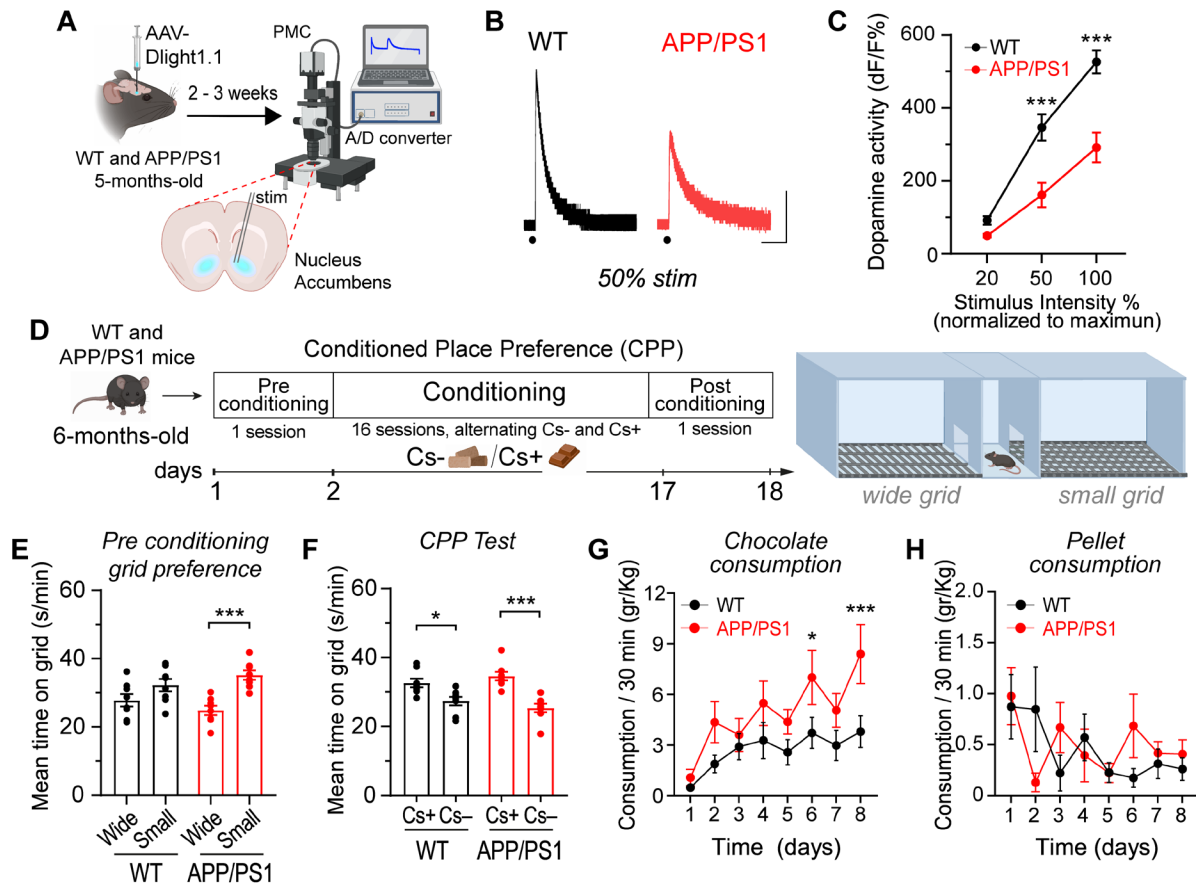 A
AAV-
Dlight1.1
2 - 3 weeks
WT and APP/PS1
5-months-old
PMC
A/D converter
stim
Nucleus
Accumbens
B
WT
APP/PS1
50% stim
C
Dopamine activity (dF/F%)
600
400
200
0
WT
APP/PS1
***
***
20
50
100
Stimulus Intensity %
(normalized to maximun)
D
WT and
APP/PS1 mice
6-months-old
Conditioned Place Preference (CPP)
Pre
conditioning
Conditioning
Post
conditioning
1 session
16 sessions, alternating Cs- and Cs+
1 session
Cs-
/Cs+
days
1
2
17
18
wide grid
small grid
E
Pre conditioning
grid preference
Mean time on grid (s/min)
60
40
20
0
***
Wide
Small
Wide
Small
WT
APP/PS1
F
CPP Test
Mean time on grid (s/min)
60
40
20
0
*
***
Cs+
Cs–
Cs+
Cs–
WT
APP/PS1
G
Chocolate
consumption
Consumption / 30 min (gr/Kg)
12
9
6
3
0
WT
APP/PS1
*
***
1 2 3 4 5 6 7 8
Time (days)
H
Pellet
consumption
Consumption / 30 min (gr/Kg)
2.0
1.5
1.0
0.5
0
WT
APP/PS1
1 2 3 4 5 6 7 8
Time (days)